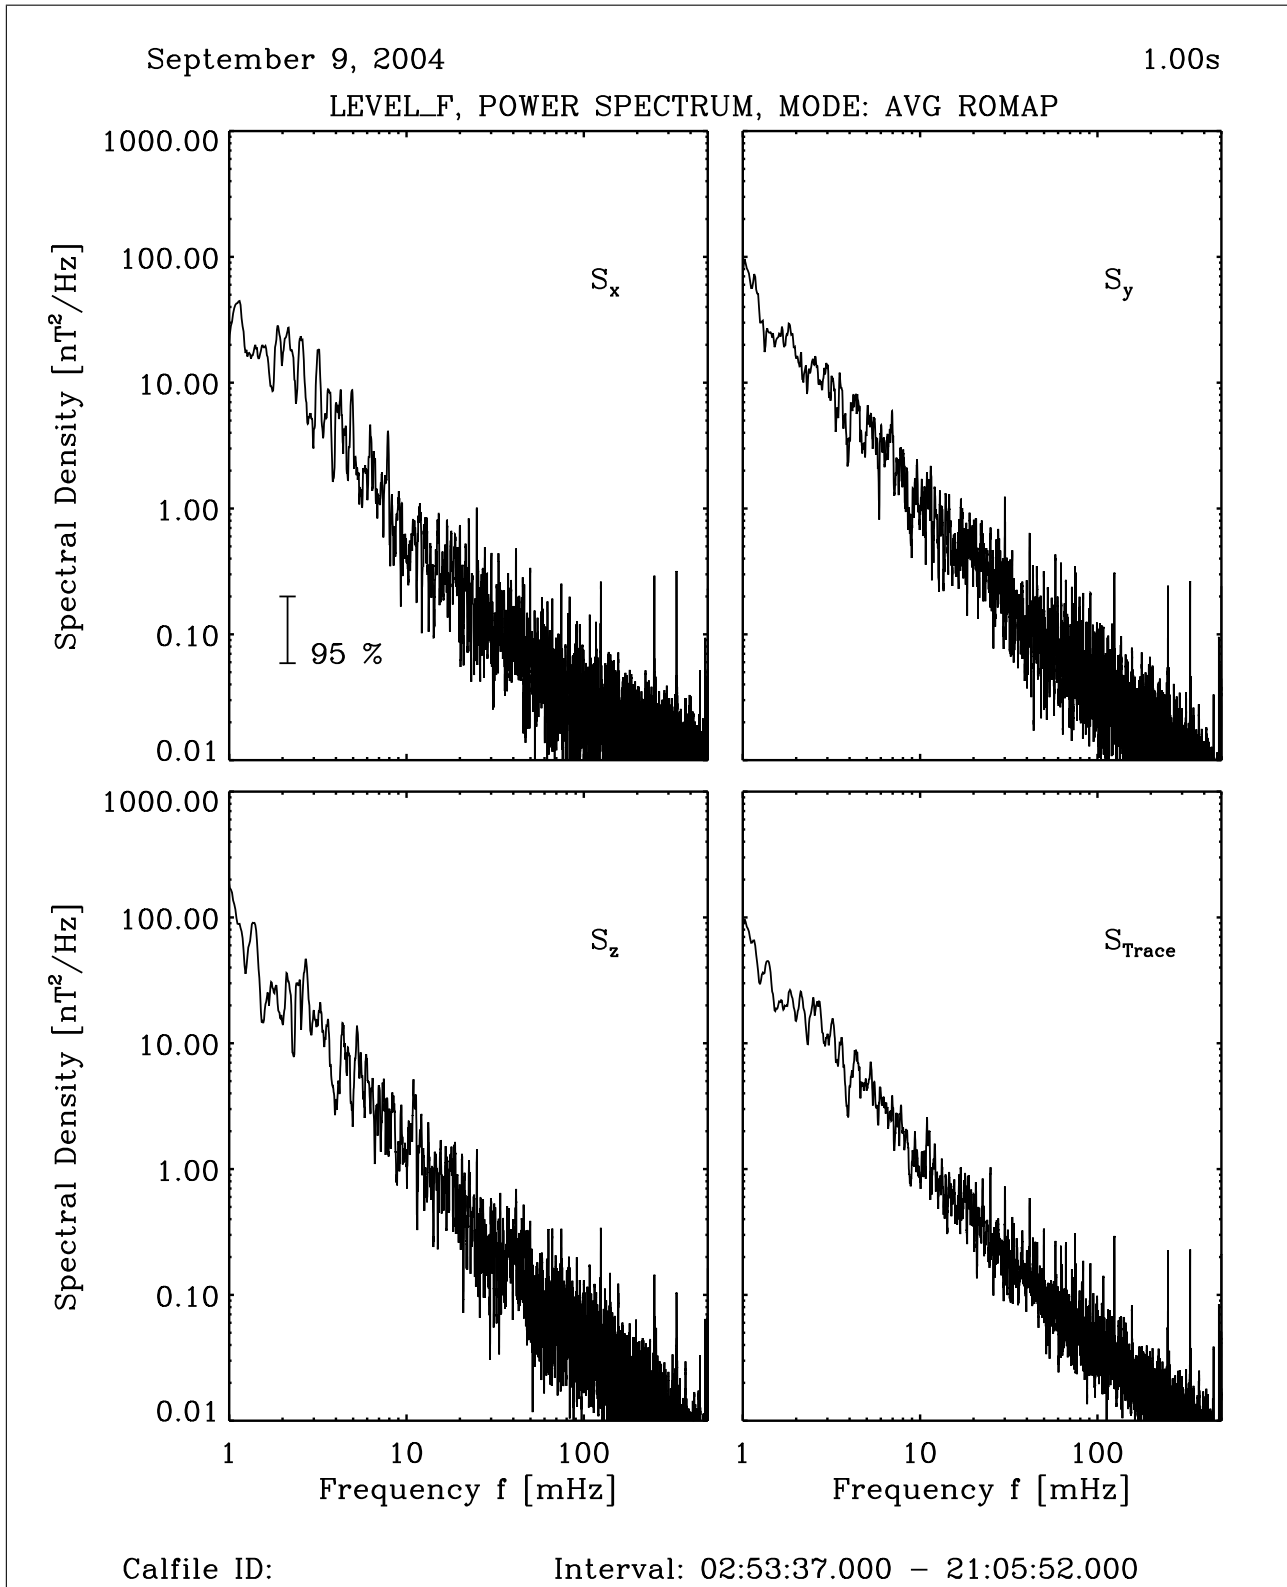 September 9, 2004 1.00s
LEVEL_F, POWER SPECTRUM, MODE: AVG ROMAP
1000.00
100.00
10.00
1.00
0.10
0.01
Spectral Density [nT²/Hz]
Sx
95 %
Sy
1000.00
100.00
10.00
1.00
0.10
0.01
Spectral Density [nT²/Hz]
Sz
STrace
1 10 100 1 10 100
Frequency f [mHz] Frequency f [mHz]
Calfile ID: Interval: 02:53:37.000 – 21:05:52.000